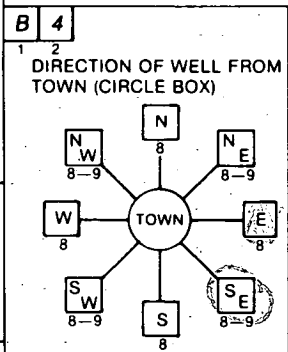 B 4
1 2
DIRECTION OF WELL FROM
TOWN (CIRCLE BOX)
N
8
N W
8-9
N E
8-9
W
8
TOWN
E
8
S W
8-9
S
8
S E
8-9